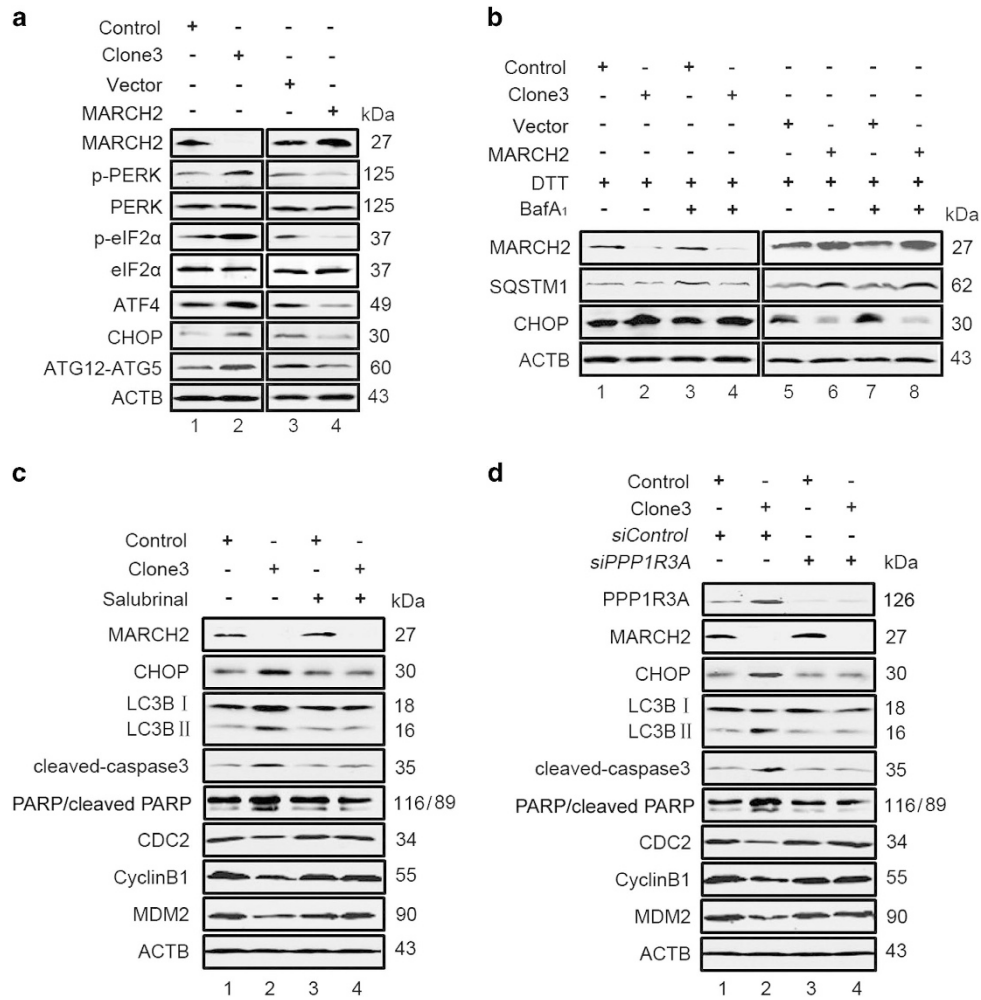 a
Control + - - -
Clone3 - + - -
Vector - - + -
MARCH2 - - - + kDa
MARCH2 27
p-PERK 125
PERK 125
p-eIF2α 37
eIF2α 37
ATF4 49
CHOP 30
ATG12-ATG5 60
ACTB 43
1 2 3 4
b
Control + - + - - - - -
Clone3 - + - + - - - -
Vector - - - - + - + -
MARCH2 - - - - - + - +
DTT + + + + + + + +
BafA₁ - - + + - - + + kDa
MARCH2 27
SQSTM1 62
CHOP 30
ACTB 43
1 2 3 4 5 6 7 8
c
Control + - + -
Clone3 - + - +
Salubrinal - - + + kDa
MARCH2 27
CHOP 30
LC3B Ⅰ 18
LC3B Ⅱ 16
cleaved-caspase3 35
PARP/cleaved PARP 116/89
CDC2 34
CyclinB1 55
MDM2 90
ACTB 43
1 2 3 4
d
Control + - + -
Clone3 - + - +
siControl + + - -
siPPP1R3A - - + + kDa
PPP1R3A 126
MARCH2 27
CHOP 30
LC3B Ⅰ 18
LC3B Ⅱ 16
cleaved-caspase3 35
PARP/cleaved PARP 116/89
CDC2 34
CyclinB1 55
MDM2 90
ACTB 43
1 2 3 4